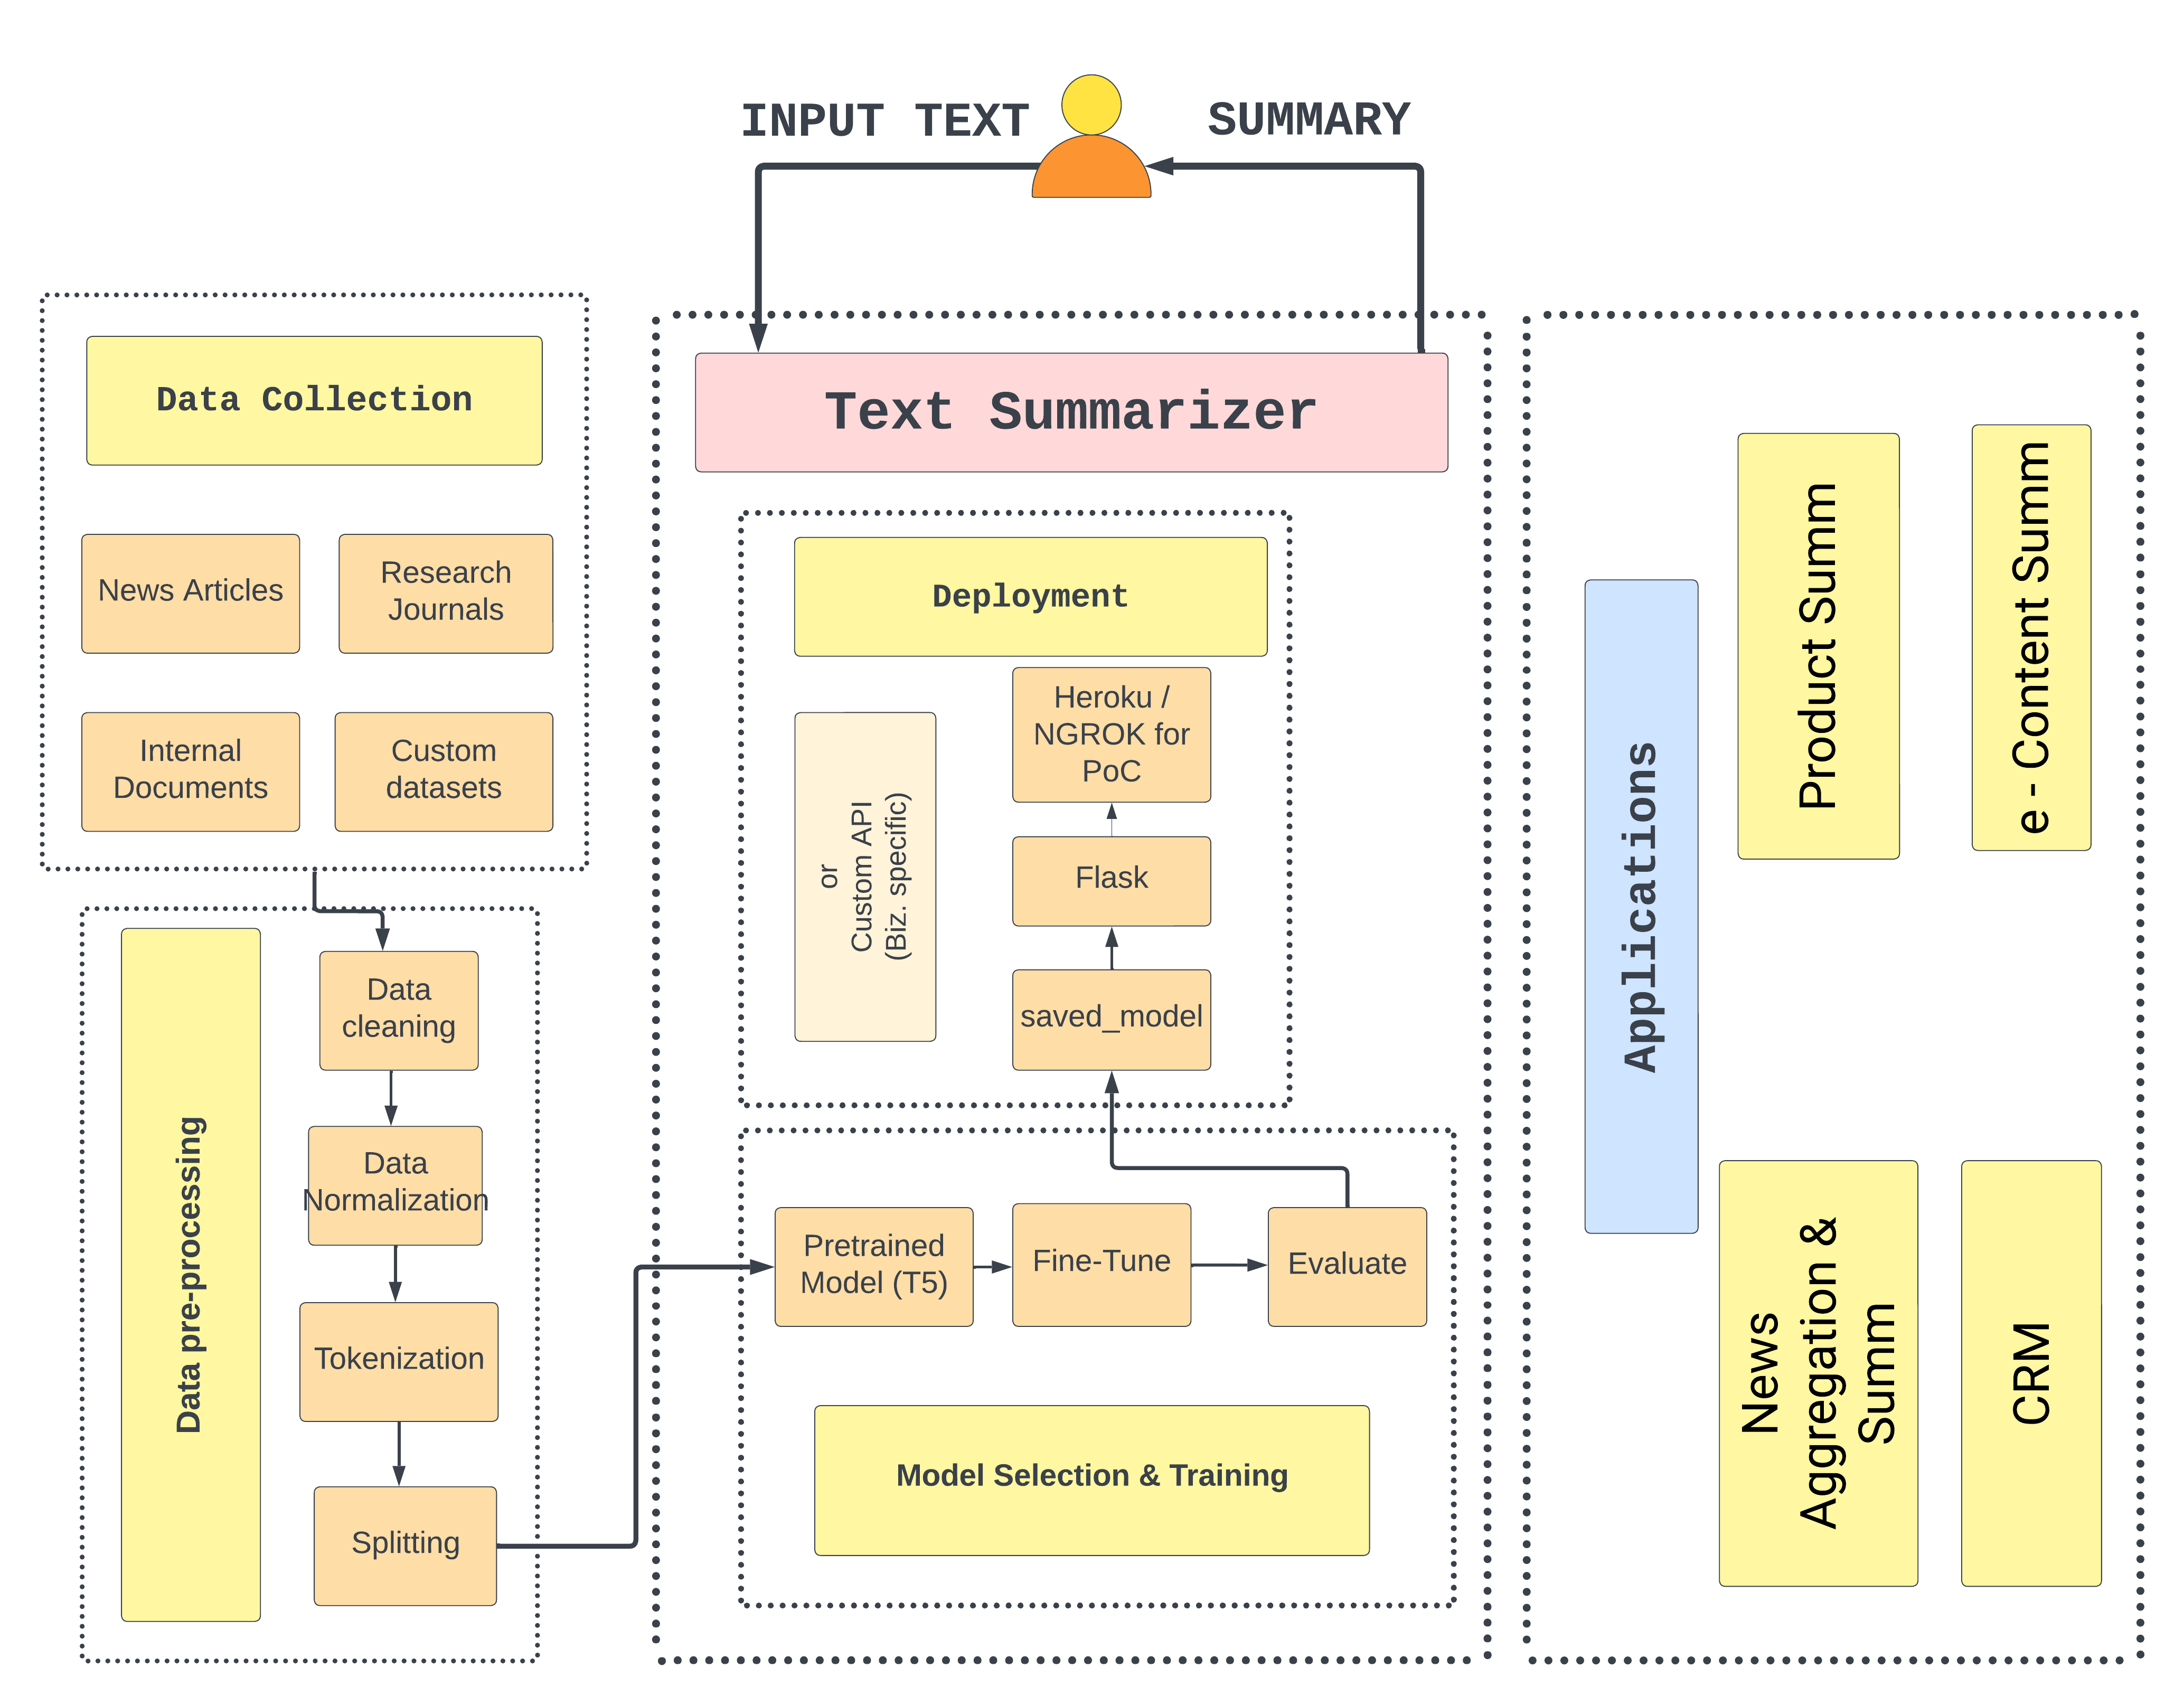 INPUT TEXT
SUMMARY
Data Collection
News Articles
Research
Journals
Internal
Documents
Custom
datasets
Data pre-processing
Data
cleaning
Data
Normalization
Tokenization
Splitting
Text Summarizer
Deployment
Heroku /
NGROK for
PoC
or
Custom API
(Biz. specific)
Flask
saved_model
Pretrained
Model (T5)
Fine-Tune
Evaluate
Model Selection & Training
Applications
Product Summ
e - Content Summ
News
Aggregation &
Summ
CRM